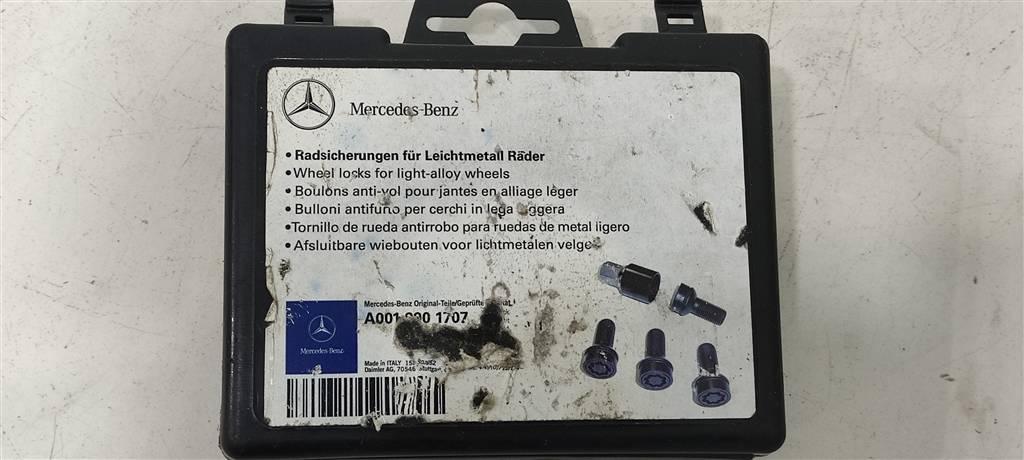 Mercedes-Benz
• Radsicherungen für Leichtmetall Räder
• Wheel locks for light-alloy wheels
• Boulons anti-vol pour jantes en alliage léger
• Bulloni antifurto per cerchi in lega
• Tornillo de rueda antirrobo para ruedas de metal ligero
• Afsluitbare wiebouten voor lichtmetalen
Mercedes-Benz Original-Teile/Geprüfte
A001 1707
Mercedes-Benz
Made in ITALY
Daimler AG, 70546